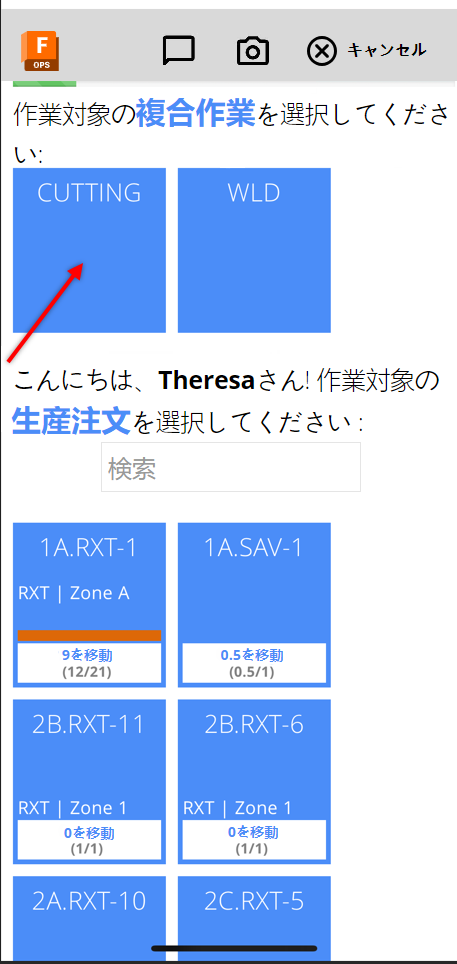 F
OPS
キャンセル
作業対象の複合作業を選択してくださ
い:
CUTTING
WLD
こんにちは、Theresaさん! 作業対象の
生産注文を選択してください :
検索
1A.RXT-1
RXT | Zone A
9を移動
(12/21)
1A.SAV-1
0.5を移動
(0.5/1)
2B.RXT-11
RXT | Zone 1
0を移動
(1/1)
2B.RXT-6
RXT | Zone 1
0を移動
(1/1)
2A.RXT-10
2C.RXT-5